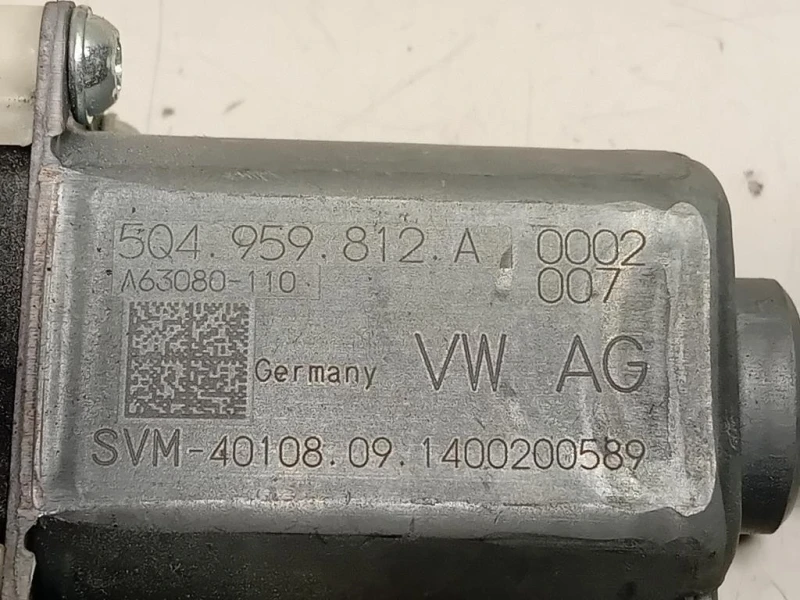 5Q4.959.812.A 0002
A63080-110 007
Germany VW AG
SVM-40108.09.1400200589